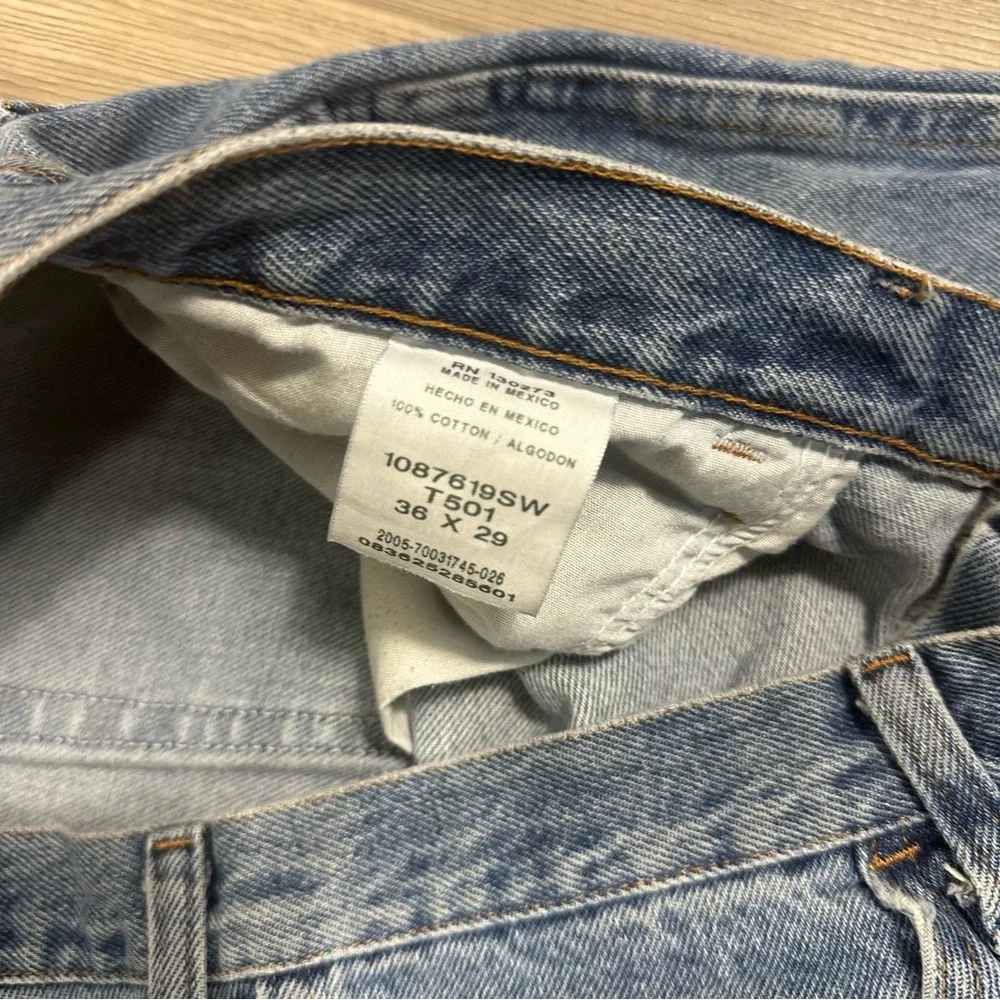 RN 130273
MADE IN MEXICO
HECHO EN MEXICO
100% COTTON / ALGODON
1087619SW
T501
36 X 29
2005-70031745-026
083625285601